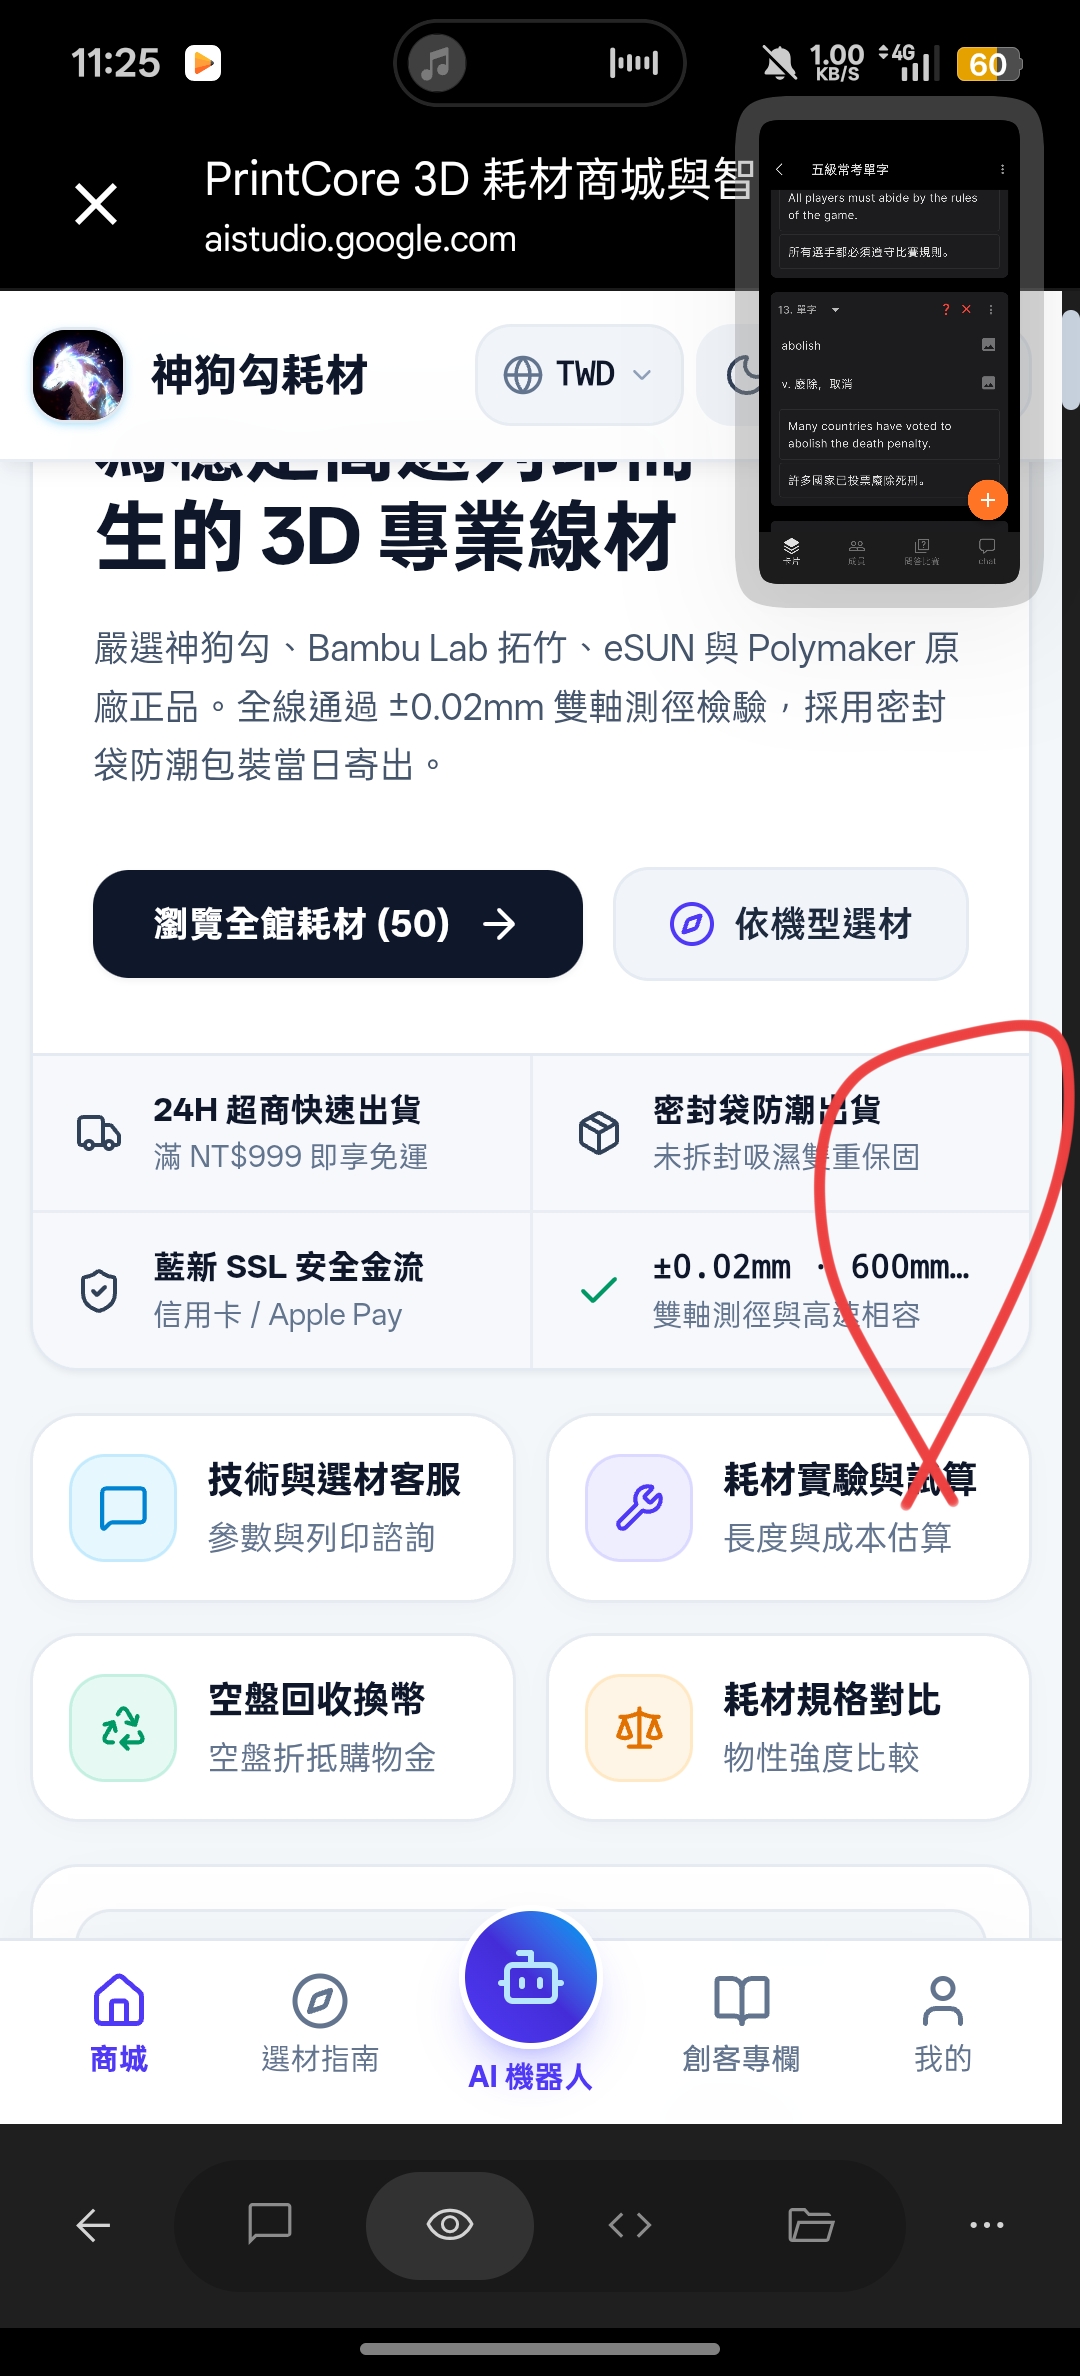 11:25
1.00
KB/S
4G
60
PrintCore 3D 耗材商城與智
aistudio.google.com
五級常考單字
All players must abide by the rules
of the game.
所有選手都必須遵守比賽規則。
13. 單字
abolish
v. 廢除，取消
Many countries have voted to
abolish the death penalty.
許多國家已投票廢除死刑。
卡片
成員
chat
神狗勾耗材
TWD
生的 3D 專業線材
嚴選神狗勾、Bambu Lab 拓竹、eSUN 與 Polymaker 原
廠正品。全線通過 ±0.02mm 雙軸測徑檢驗，採用密封
袋防潮包裝當日寄出。
瀏覽全館耗材 (50)
依機型選材
24H 超商快速出貨
滿 NT$999 即享免運
密封袋防潮出貨
未拆封吸濕雙重保固
藍新 SSL 安全金流
信用卡 / Apple Pay
±0.02mm · 600mm…
雙軸測徑與高速相容
技術與選材客服
參數與列印諮詢
耗材實驗與試算
長度與成本估算
空盤回收換幣
空盤折抵購物金
耗材規格對比
物性強度比較
商城
選材指南
AI 機器人
創客專欄
我的